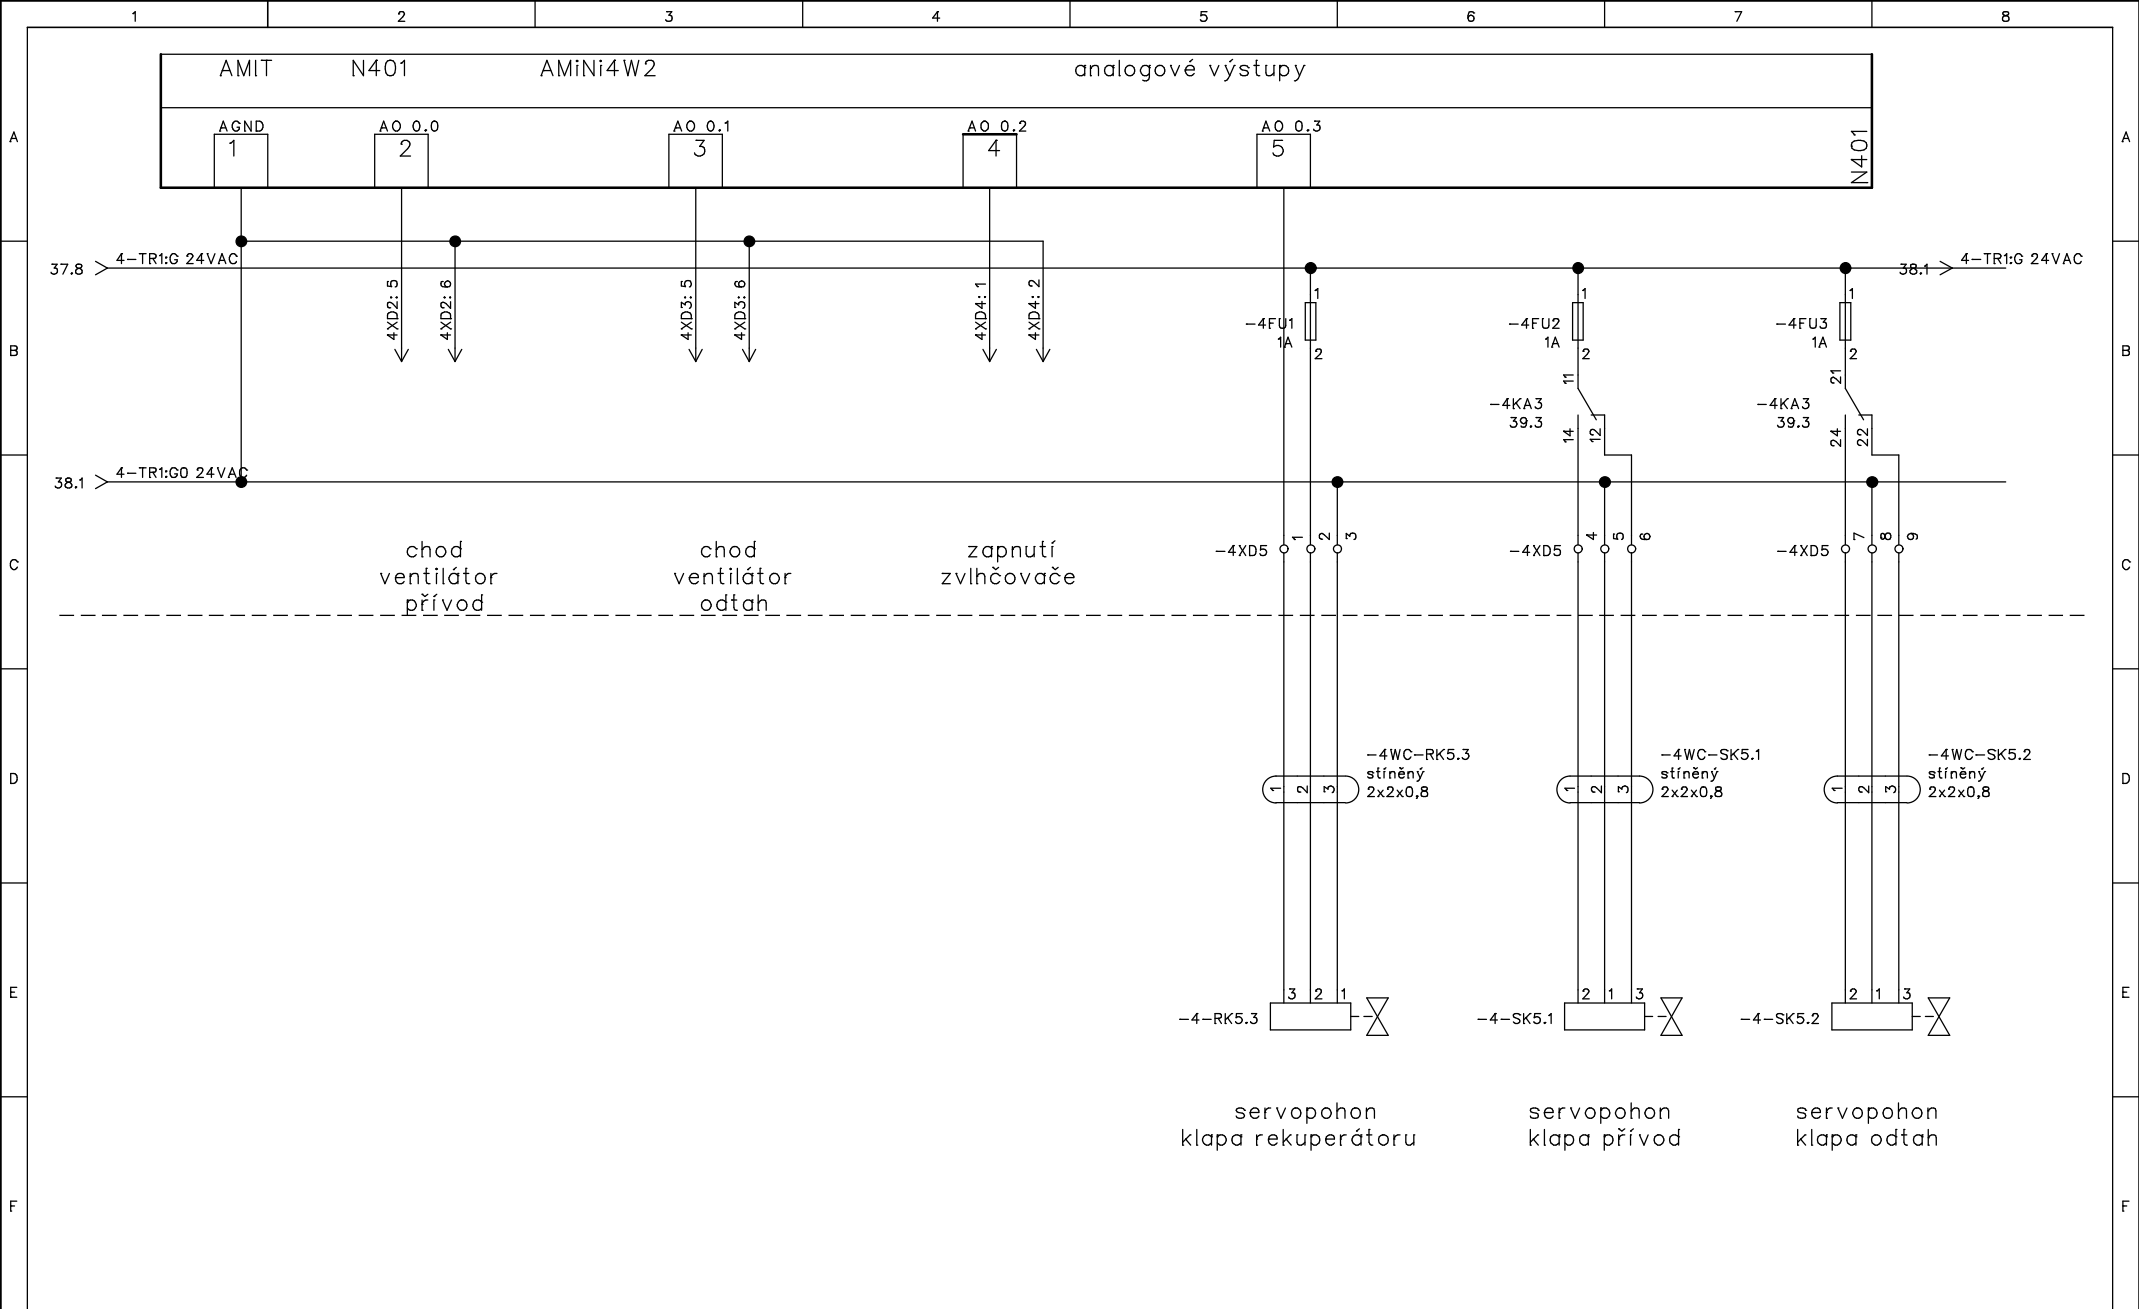 1 2 3 4 5 6 7 8
AMIT N401 AMiNi4W2 analogové výstupy
A AGND AO 0.0 AO 0.1 AO 0.2 AO 0.3 N401 A
1 2 3 4 5
37.8 4-TR1:G 24VAC 38.1 4-TR1:G 24VAC
4XD2: 5 4XD2: 6 4XD3: 5 4XD3: 6 4XD4: 1 4XD4: 2
1 1 1
-4FU1 -4FU2 -4FU3
1A 1A 1A
B 2 2 2 B
11 21
-4KA3 -4KA3
39.3 39.3
14 12 24 22
38.1 4-TR1:G0 24VAC
1 2 3 4 5 6 7 8 9
-4XD5 -4XD5 -4XD5
C C
chod
ventilátor
přívod
chod
ventilátor
odtah
zapnutí
zvlhčovače
-4WC-RK5.3
stíněný
2x2x0,8
-4WC-SK5.1
stíněný
2x2x0,8
-4WC-SK5.2
stíněný
2x2x0,8
D 1 2 3 1 2 3 1 2 3 D
E 3 2 1 2 1 3 2 1 3 E
-4-RK5.3 -4-SK5.1 -4-SK5.2
servopohon
klapa rekuperátoru
servopohon
klapa přívod
servopohon
klapa odtah
F F